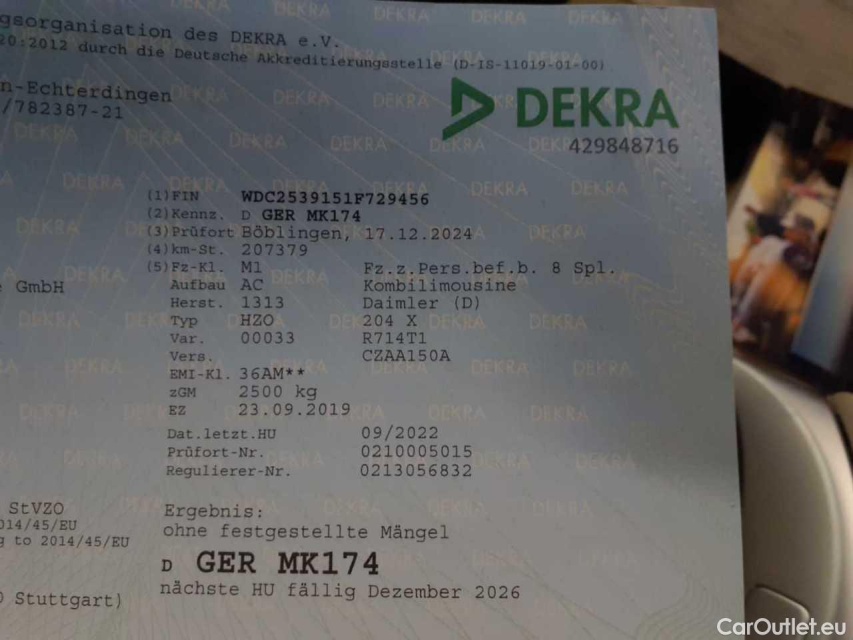 gsorganisation des DEKRA e.V.
20:2012 durch die Deutsche Akkreditierungsstelle (D-IS-11019-01-00)
n-Echterdingen
/782387-21
DEKRA
429848716
(1) FIN WDC2539151F729456
(2) Kennz. D GER MK174
(3) Prüfort Böblingen, 17.12.2024
(4) km-St. 207379
(5) Fz-Kl. M1 Fz.z.Pers.bef.b. 8 Spl.
GmbH Aufbau AC Kombilimousine
Herst. 1313 Daimler (D)
Typ HZO 204 X
Var. 00033 R714T1
Vers. CZAA150A
EMI-Kl. 36AM**
zGM 2500 kg
EZ 23.09.2019
Dat.letzt.HU 09/2022
Prüfort-Nr. 0210005015
Regulierer-Nr. 0213056832
StVZO Ergebnis:
014/45/EU ohne festgestellte Mängel
g to 2014/45/EU
D GER MK174
nächste HU fällig Dezember 2026
Stuttgart)
CarOutlet.eu